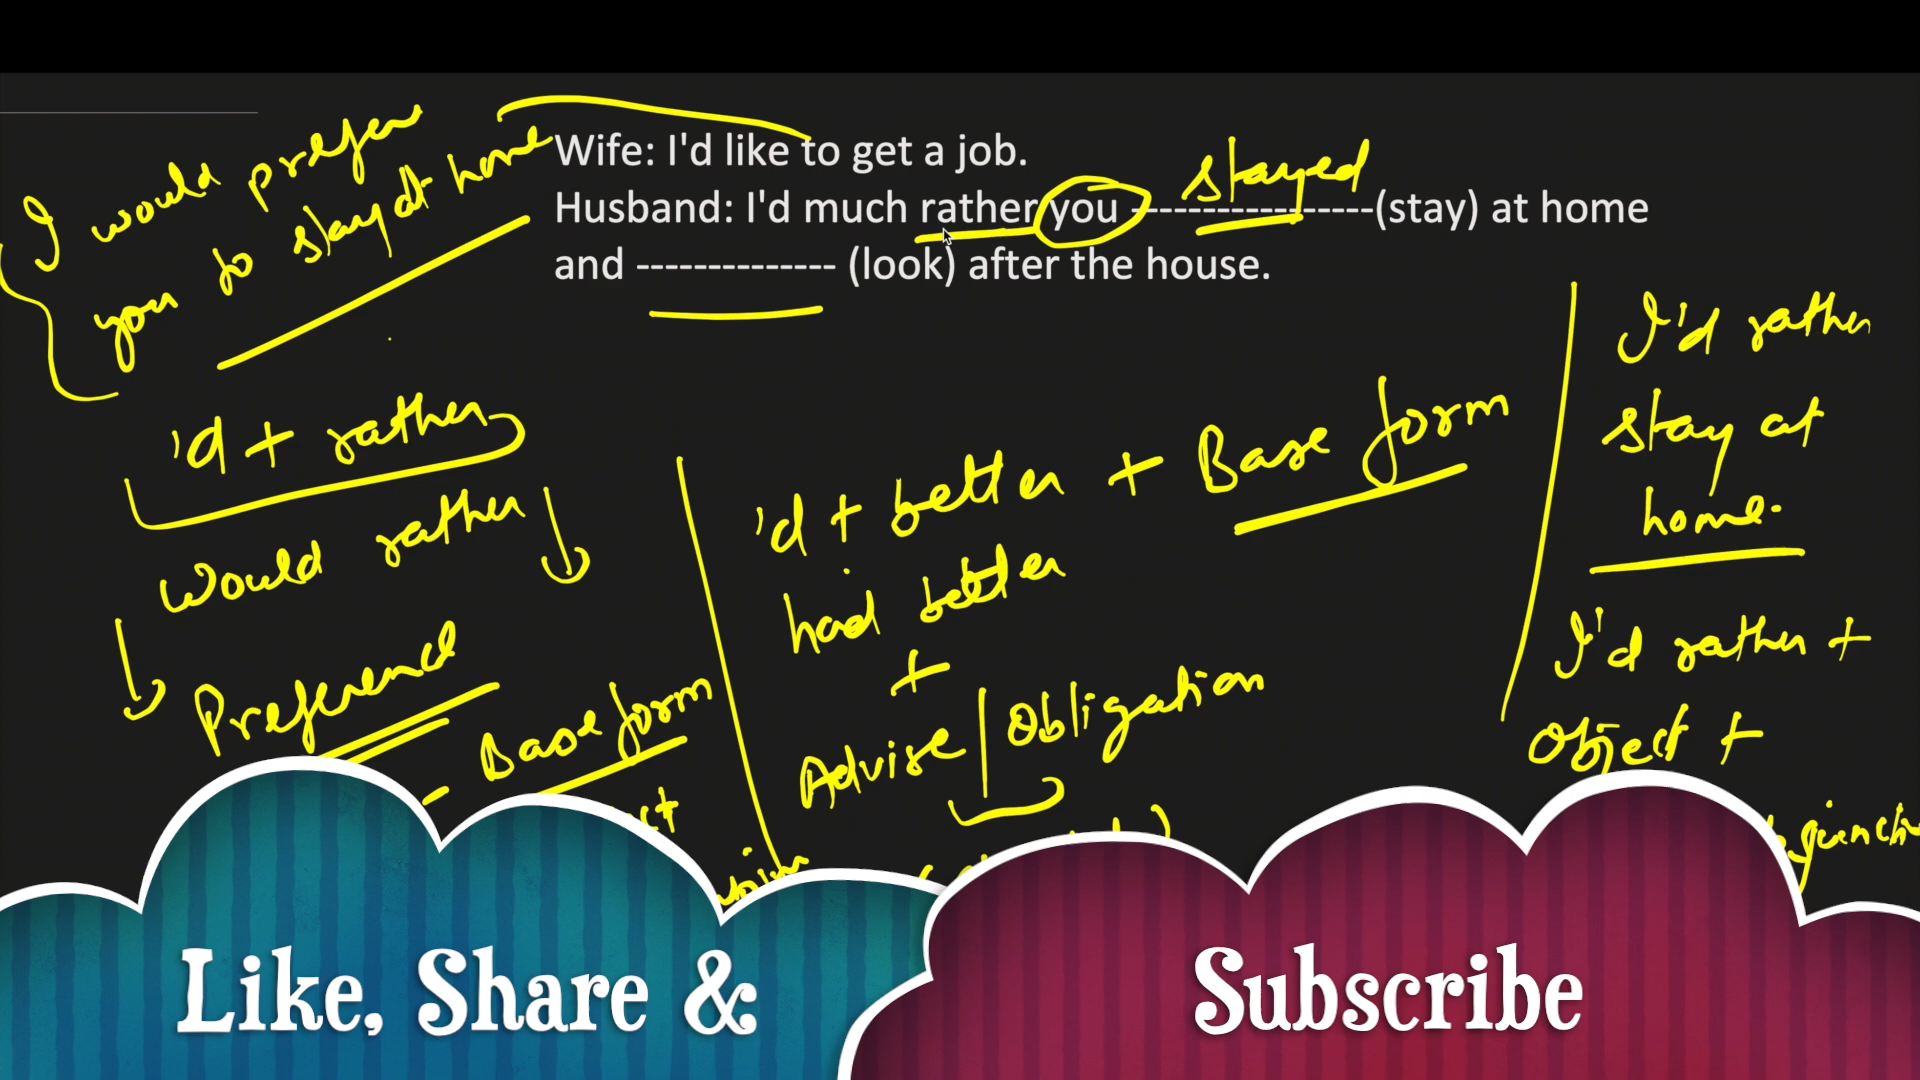 Wife: I'd like to get a job.
stayed
Husband: I'd much rather you -----------------(stay) at home
and -------------- (look) after the house.
I would prefer
you to stay at home
'd + rather
Would rather
Preference
Base form
'd + better + Base form
had better
+
Advise | Obligation
I'd rather
stay at
home.
I'd rather +
Object +
Like, Share &
Subscribe